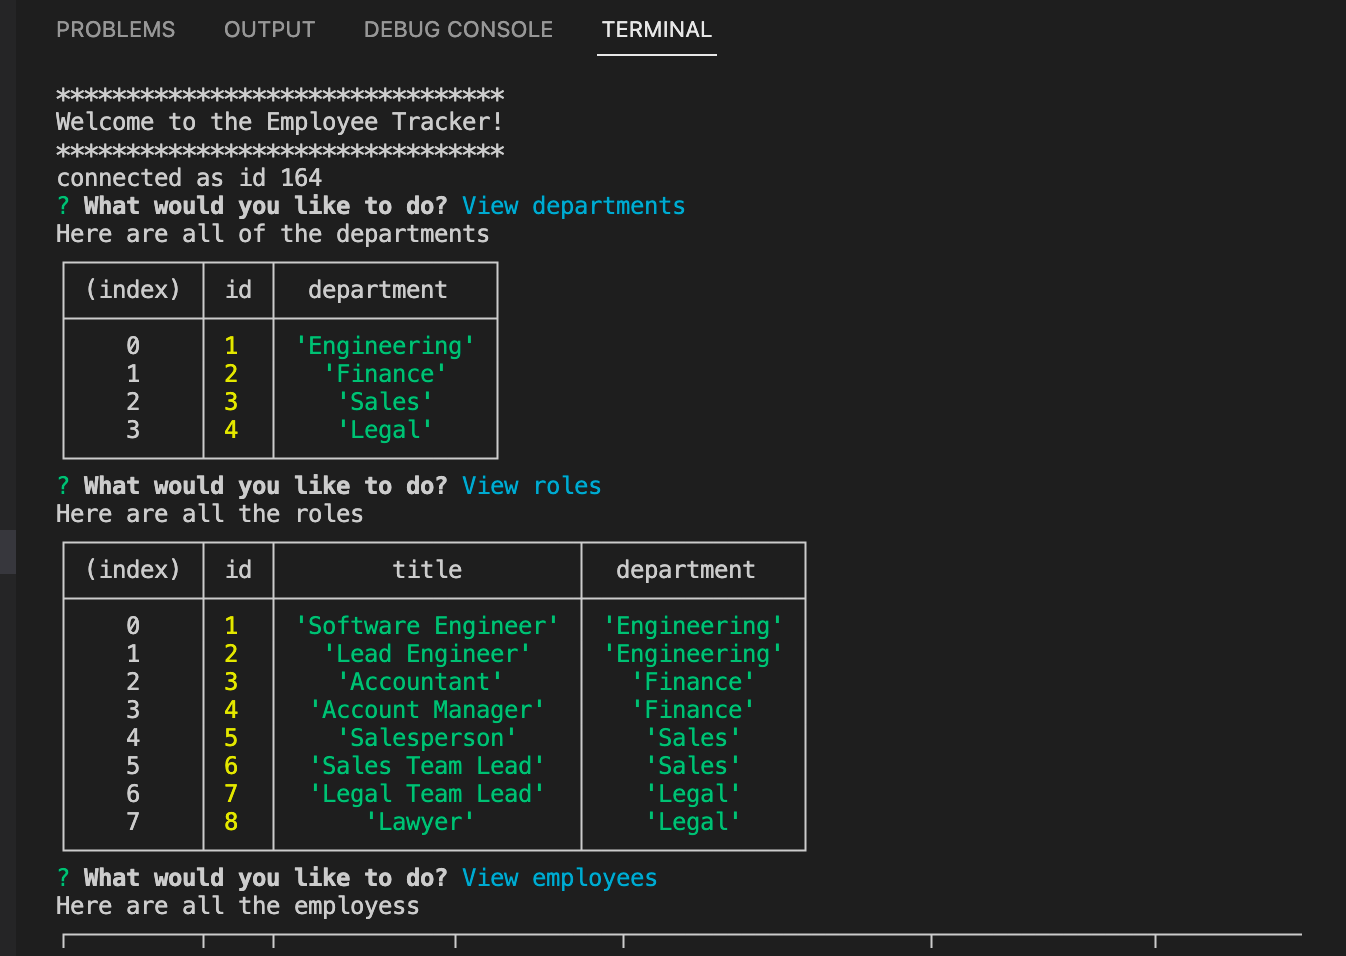 PROBLEMS OUTPUT DEBUG CONSOLE TERMINAL
********************************
Welcome to the Employee Tracker!
********************************
connected as id 164
? What would you like to do? View departments
Here are all of the departments
(index) id department
0 1 'Engineering'
1 2 'Finance'
2 3 'Sales'
3 4 'Legal'
? What would you like to do? View roles
Here are all the roles
(index) id title department
0 1 'Software Engineer' 'Engineering'
1 2 'Lead Engineer' 'Engineering'
2 3 'Accountant' 'Finance'
3 4 'Account Manager' 'Finance'
4 5 'Salesperson' 'Sales'
5 6 'Sales Team Lead' 'Sales'
6 7 'Legal Team Lead' 'Legal'
7 8 'Lawyer' 'Legal'
? What would you like to do? View employees
Here are all the employess